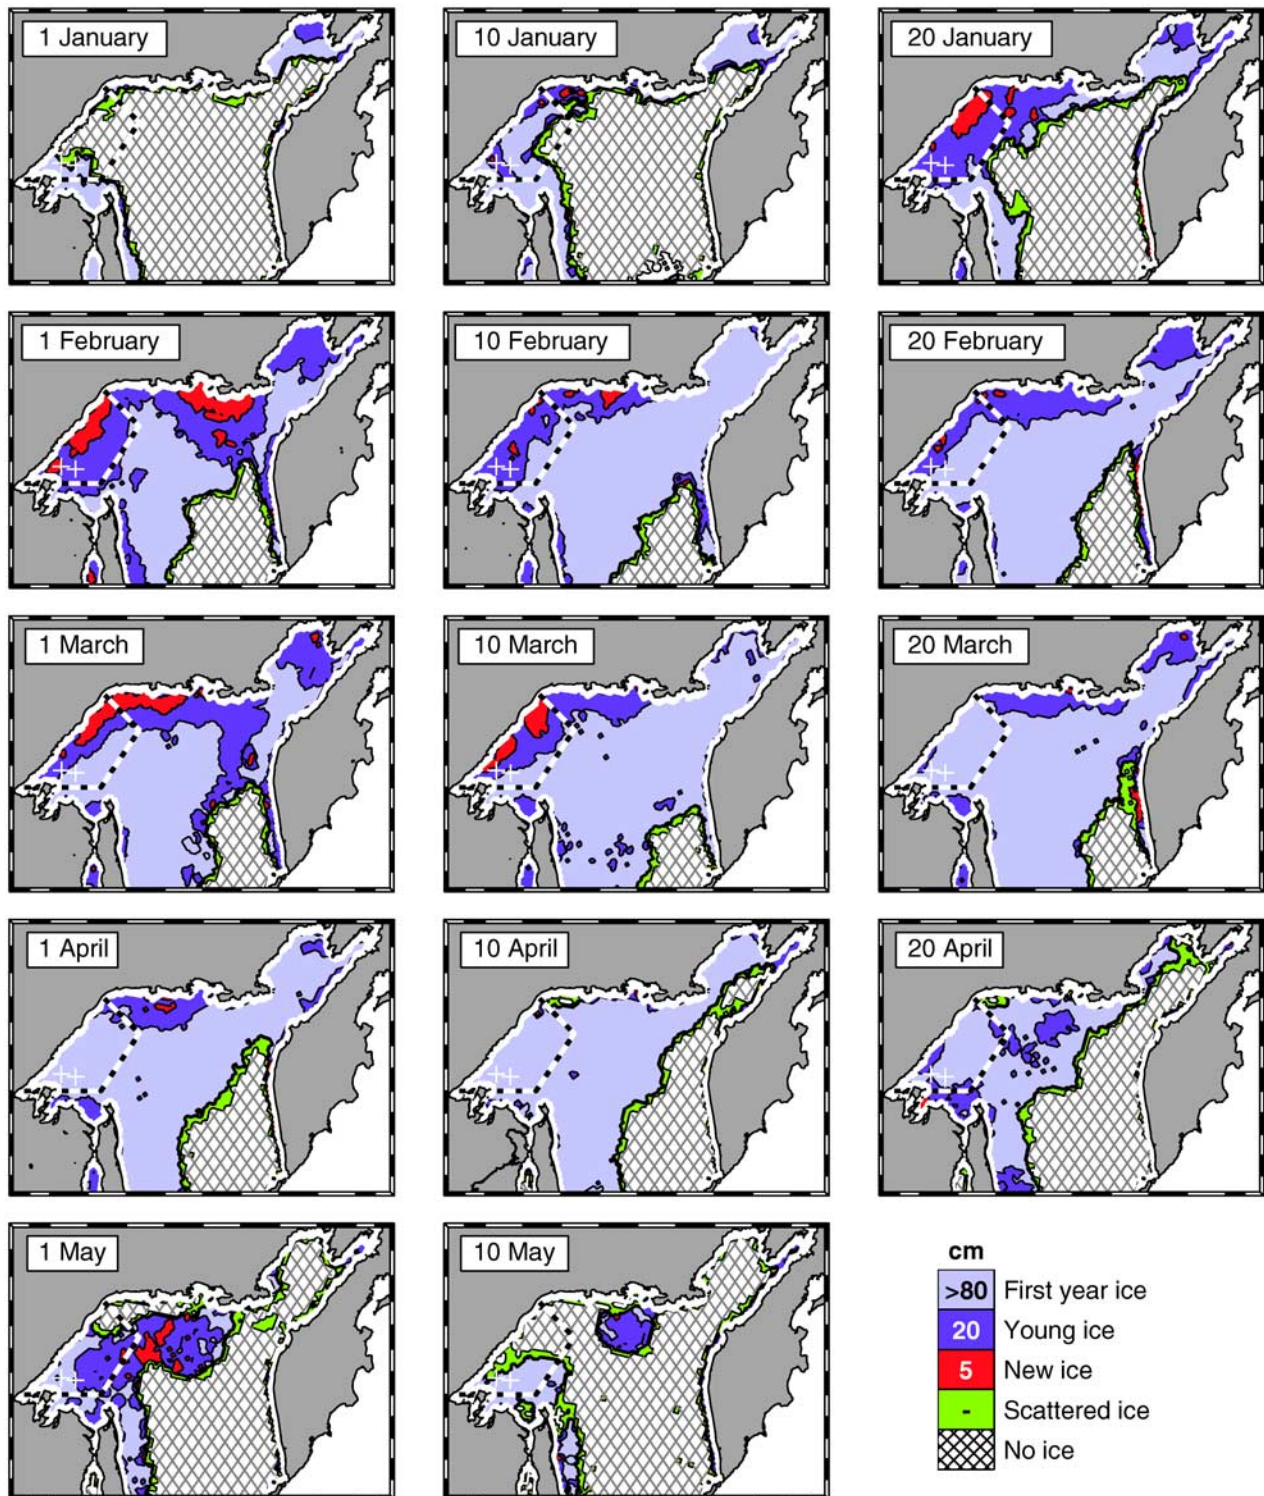 1 January
10 January
20 January
1 February
10 February
20 February
1 March
10 March
20 March
1 April
10 April
20 April
1 May
10 May
cm
>80 First year ice
20 Young ice
5 New ice
- Scattered ice
No ice